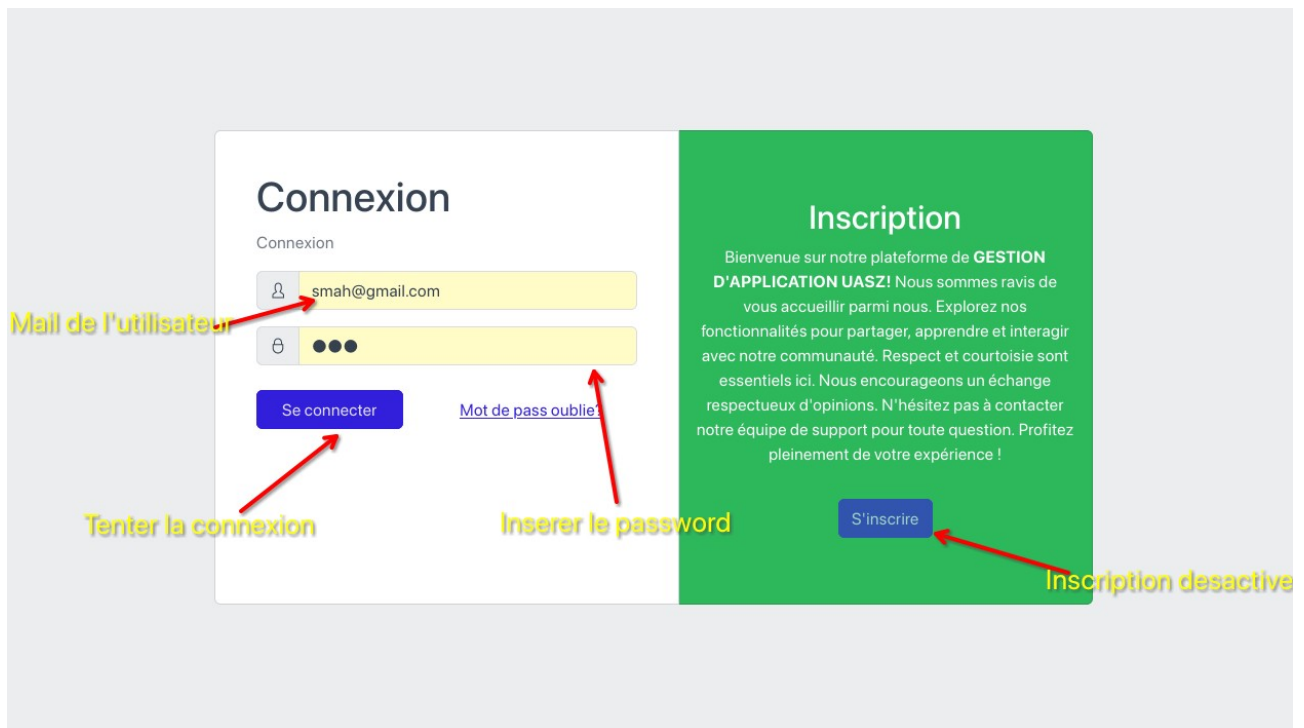 Connexion
Connexion
smah@gmail.com
Mail de l'utilisateur
Se connecter
Mot de pass oublie?
Tenter la connexion
Inserer le password
Inscription
Bienvenue sur notre plateforme de GESTION
D'APPLICATION UASZ! Nous sommes ravis de
vous accueillir parmi nous. Explorez nos
fonctionnalités pour partager, apprendre et interagir
avec notre communauté. Respect et courtoisie sont
essentiels ici. Nous encourageons un échange
respectueux d'opinions. N'hésitez pas à contacter
notre équipe de support pour toute question. Profitez
pleinement de votre expérience !
S'inscrire
Inscription desactive